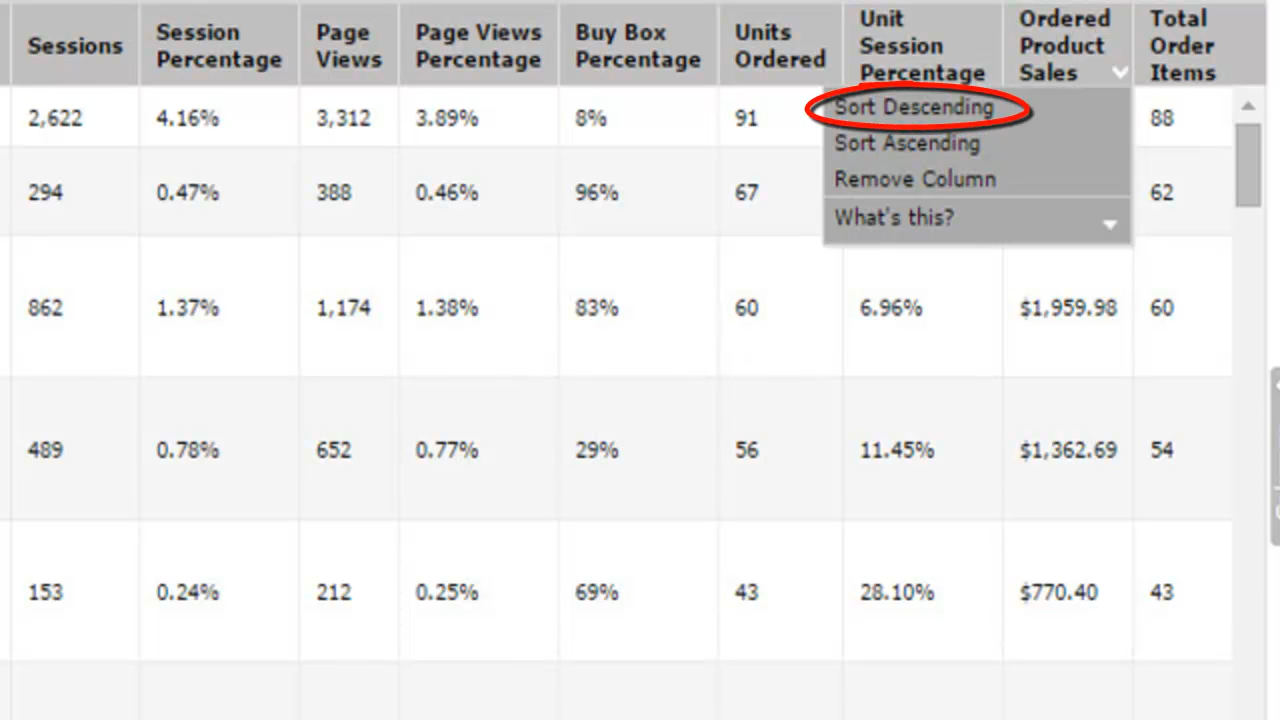 Sessions Session Percentage Page Views Page Views Percentage Buy Box Percentage Units Ordered Unit Session Percentage Ordered Product Sales Total Order Items
2,622 4.16% 3,312 3.89% 8% 91 88
Sort Descending
Sort Ascending
Remove Column
What's this?
294 0.47% 388 0.46% 96% 67 62
862 1.37% 1,174 1.38% 83% 60 6.96% $1,959.98 60
489 0.78% 652 0.77% 29% 56 11.45% $1,362.69 54
153 0.24% 212 0.25% 69% 43 28.10% $770.40 43